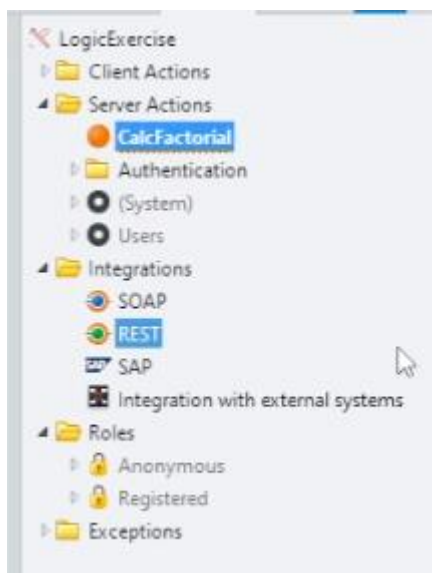 LogicExercise
Client Actions
Server Actions
CalcFactorial
Authentication
(System)
Users
Integrations
SOAP
REST
SAP
SAP
Integration with external systems
Roles
Anonymous
Registered
Exceptions